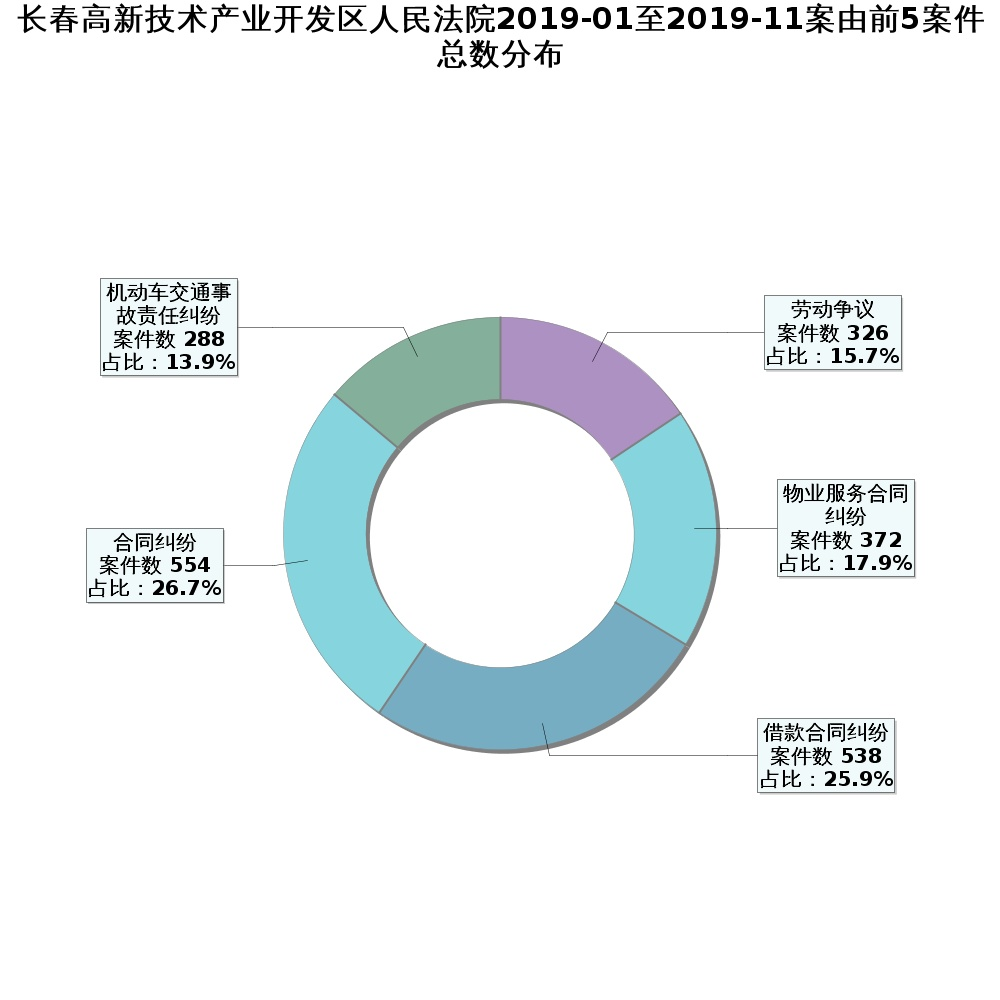 长春高新技术产业开发区人民法院2019-01至2019-11案由前5案件
总数分布
机动车交通事
故责任纠纷
案件数 288
占比：13.9%
劳动争议
案件数 326
占比：15.7%
物业服务合同
纠纷
案件数 372
占比：17.9%
合同纠纷
案件数 554
占比：26.7%
借款合同纠纷
案件数 538
占比：25.9%